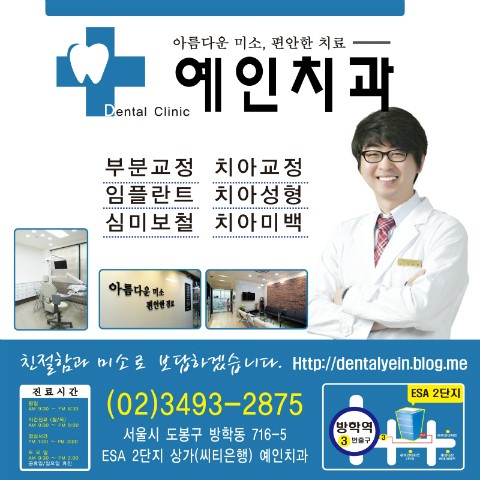 아름다운 미소, 편안한 치료
예인치과
Dental Clinic
부분교정 치아교정
임플란트 치아성형
심미보철 치아미백
아름다운 미소
편안한 진료
친절함과 미소로 보답하겠습니다. Http://dentalyein.blog.me
진료시간
(02)3493-2875
서울시 도봉구 방학동 716-5
ESA 2단지 상가(씨티은행) 예인치과
ESA 2단지
방학역
3 번출구
3